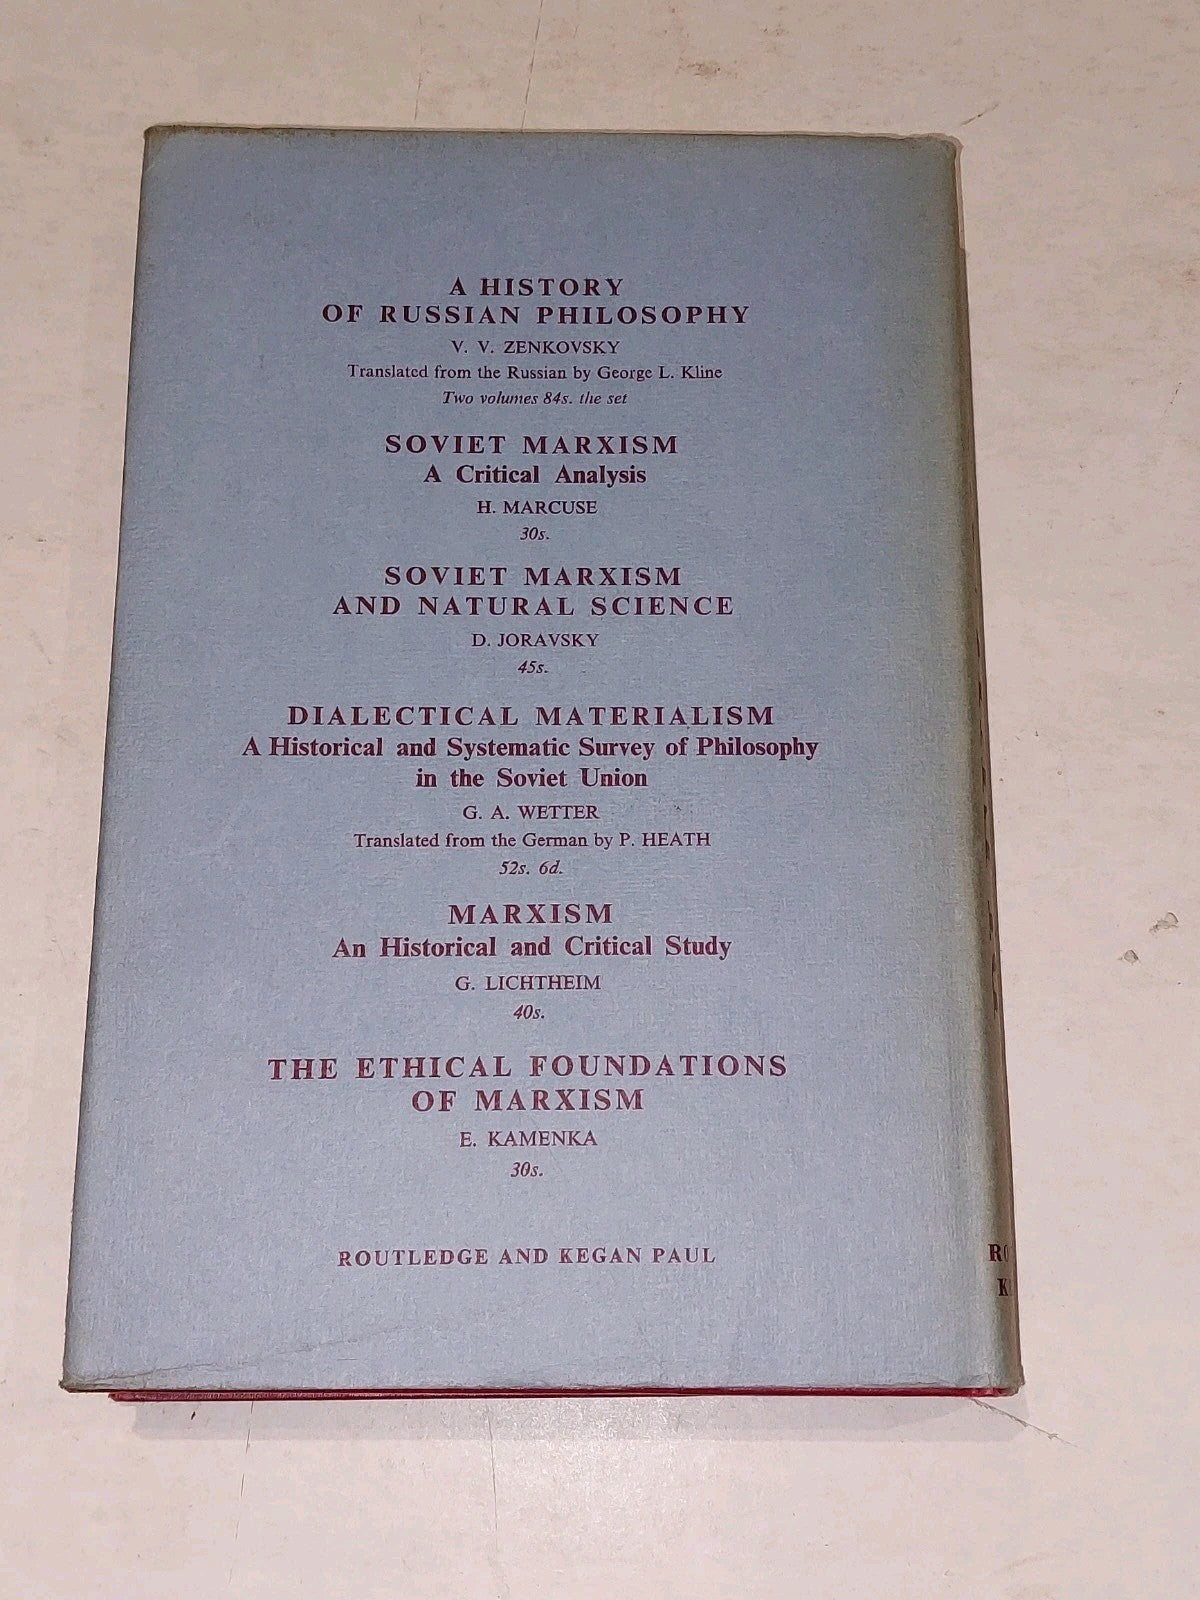 A HISTORY
OF RUSSIAN PHILOSOPHY
V. V. ZENKOVSKY
Translated from the Russian by George L. Kline
Two volumes 84s. the set
SOVIET MARXISM
A Critical Analysis
H. MARCUSE
30s.
SOVIET MARXISM
AND NATURAL SCIENCE
D. JORAVSKY
45s.
DIALECTICAL MATERIALISM
A Historical and Systematic Survey of Philosophy
in the Soviet Union
G. A. WETTER
Translated from the German by P. HEATH
52s. 6d.
MARXISM
An Historical and Critical Study
G. LICHTHEIM
40s.
THE ETHICAL FOUNDATIONS
OF MARXISM
E. KAMENKA
30s.
ROUTLEDGE AND KEGAN PAUL
RO
K